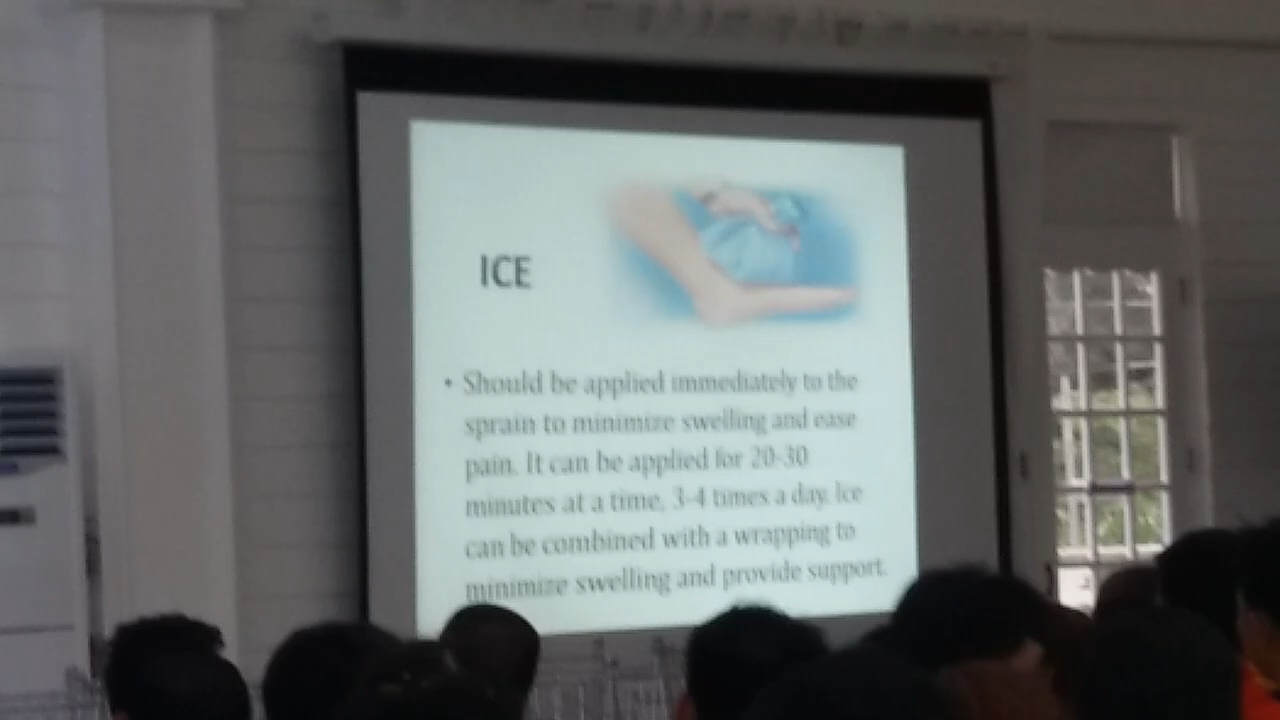 ICE
• Should be applied immediately to the
sprain to minimize swelling and ease
pain. It can be applied for 20-30
minutes at a time, 3-4 times a day. Ice
can be combined with a wrapping to
minimize swelling and provide support.